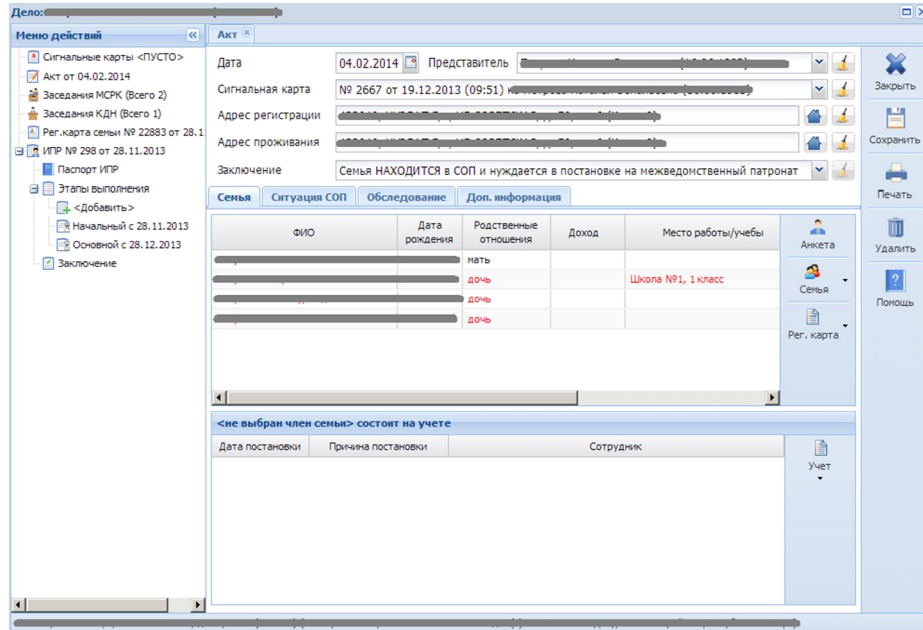 Дело:
Меню действий
Акт
Сигнальные карты <ПУСТО>
Акт от 04.02.2014
Заседания МСРК (Всего 2)
Заседания КДН (Всего 1)
Рег.карта семьи № 22883 от 28.1
ИПР № 298 от 28.11.2013
Паспорт ИПР
Этапы выполнения
<Добавить>
Начальный с 28.11.2013
Основной с 28.12.2013
Заключение
Дата 04.02.2014 Представитель
Сигнальная карта № 2667 от 19.12.2013 (09:51)
Адрес регистрации
Адрес проживания
Заключение Семья НАХОДИТСЯ в СОП и нуждается в постановке на межведомственный патронат
Семья Ситуация СОП Обследование Доп. информация
ФИО Дата рождения Родственные отношения Доход Место работы/учебы
мать
дочь Школа №1, 1 класс
дочь
дочь
Анкета
Семья
Рег. карта
<не выбран член семьи> состоит на учете
Дата постановки Причина постановки Сотрудник
Учет
Закрыть
Сохранить
Печать
Удалить
Помощь